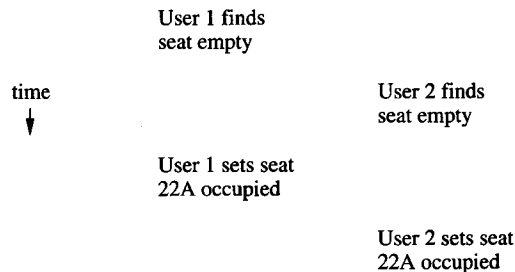 User 1 finds
seat empty
time
User 2 finds
seat empty
User 1 sets seat
22A occupied
User 2 sets seat
22A occupied